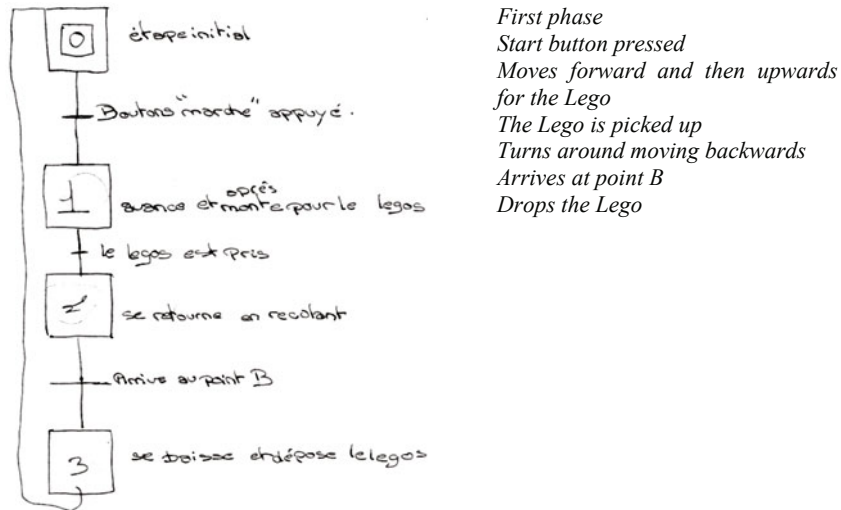 0 étape initial
Boutons "marche" appuyé.
1 avance et après monte pour le legos
le legos est pris
2 se retourne en recolant
Arrive au point B
3 se baisse et dépose le legos
First phase
Start button pressed
Moves forward and then upwards
for the Lego
The Lego is picked up
Turns around moving backwards
Arrives at point B
Drops the Lego